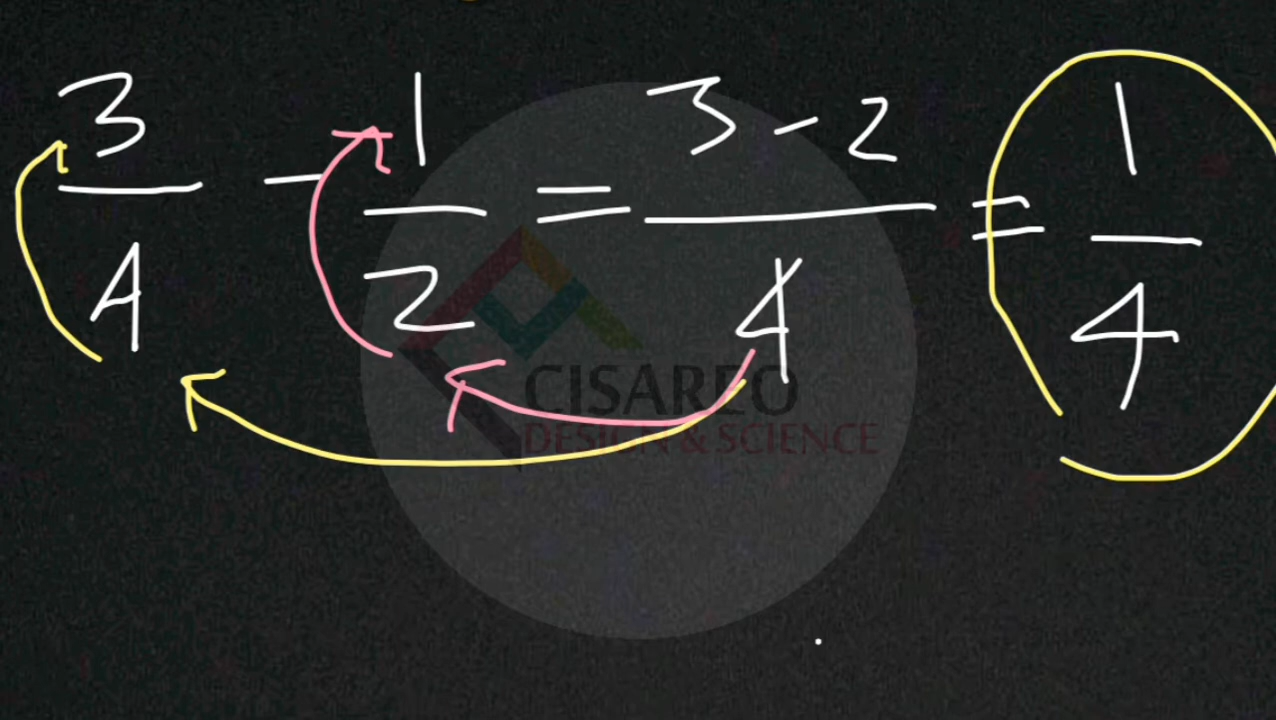 3/4 - 1/2 = 3-2/4 = 1/4
CISAREO
DESIGN & SCIENCE